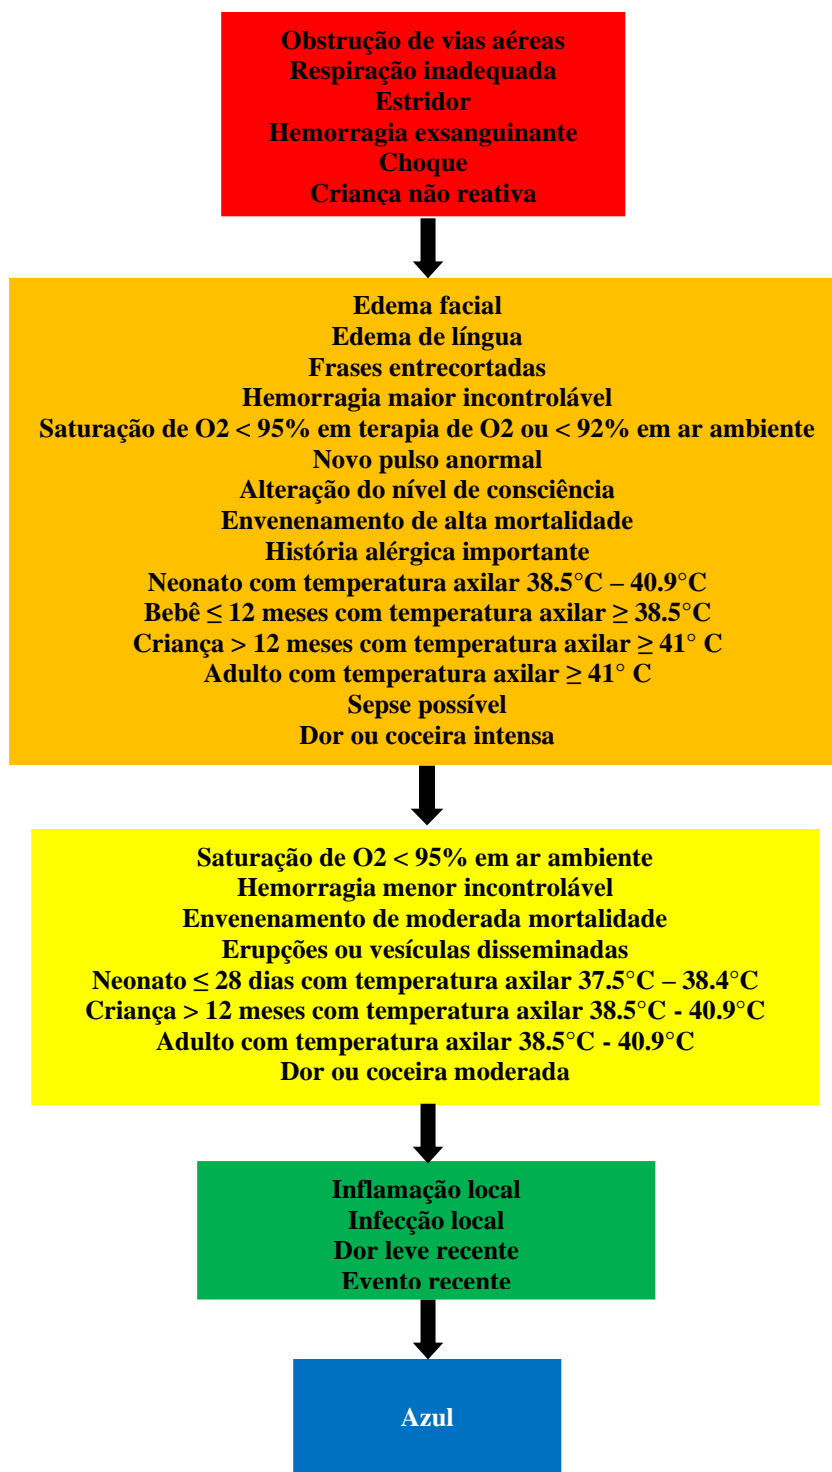 Obstrução de vias aéreas
Respiração inadequada
Estridor
Hemorragia exsanguinante
Choque
Criança não reativa
Edema facial
Edema de língua
Frases entrecortadas
Hemorragia maior incontrolável
Saturação de O2 < 95% em terapia de O2 ou < 92% em ar ambiente
Novo pulso anormal
Alteração do nível de consciência
Envenenamento de alta mortalidade
História alérgica importante
Neonato com temperatura axilar 38.5°C – 40.9°C
Bebê ≤ 12 meses com temperatura axilar ≥ 38.5°C
Criança > 12 meses com temperatura axilar ≥ 41° C
Adulto com temperatura axilar ≥ 41° C
Sepse possível
Dor ou coceira intensa
Saturação de O2 < 95% em ar ambiente
Hemorragia menor incontrolável
Envenenamento de moderada mortalidade
Erupções ou vesículas disseminadas
Neonato ≤ 28 dias com temperatura axilar 37.5°C – 38.4°C
Criança > 12 meses com temperatura axilar 38.5°C - 40.9°C
Adulto com temperatura axilar 38.5°C - 40.9°C
Dor ou coceira moderada
Inflamação local
Infecção local
Dor leve recente
Evento recente
Azul